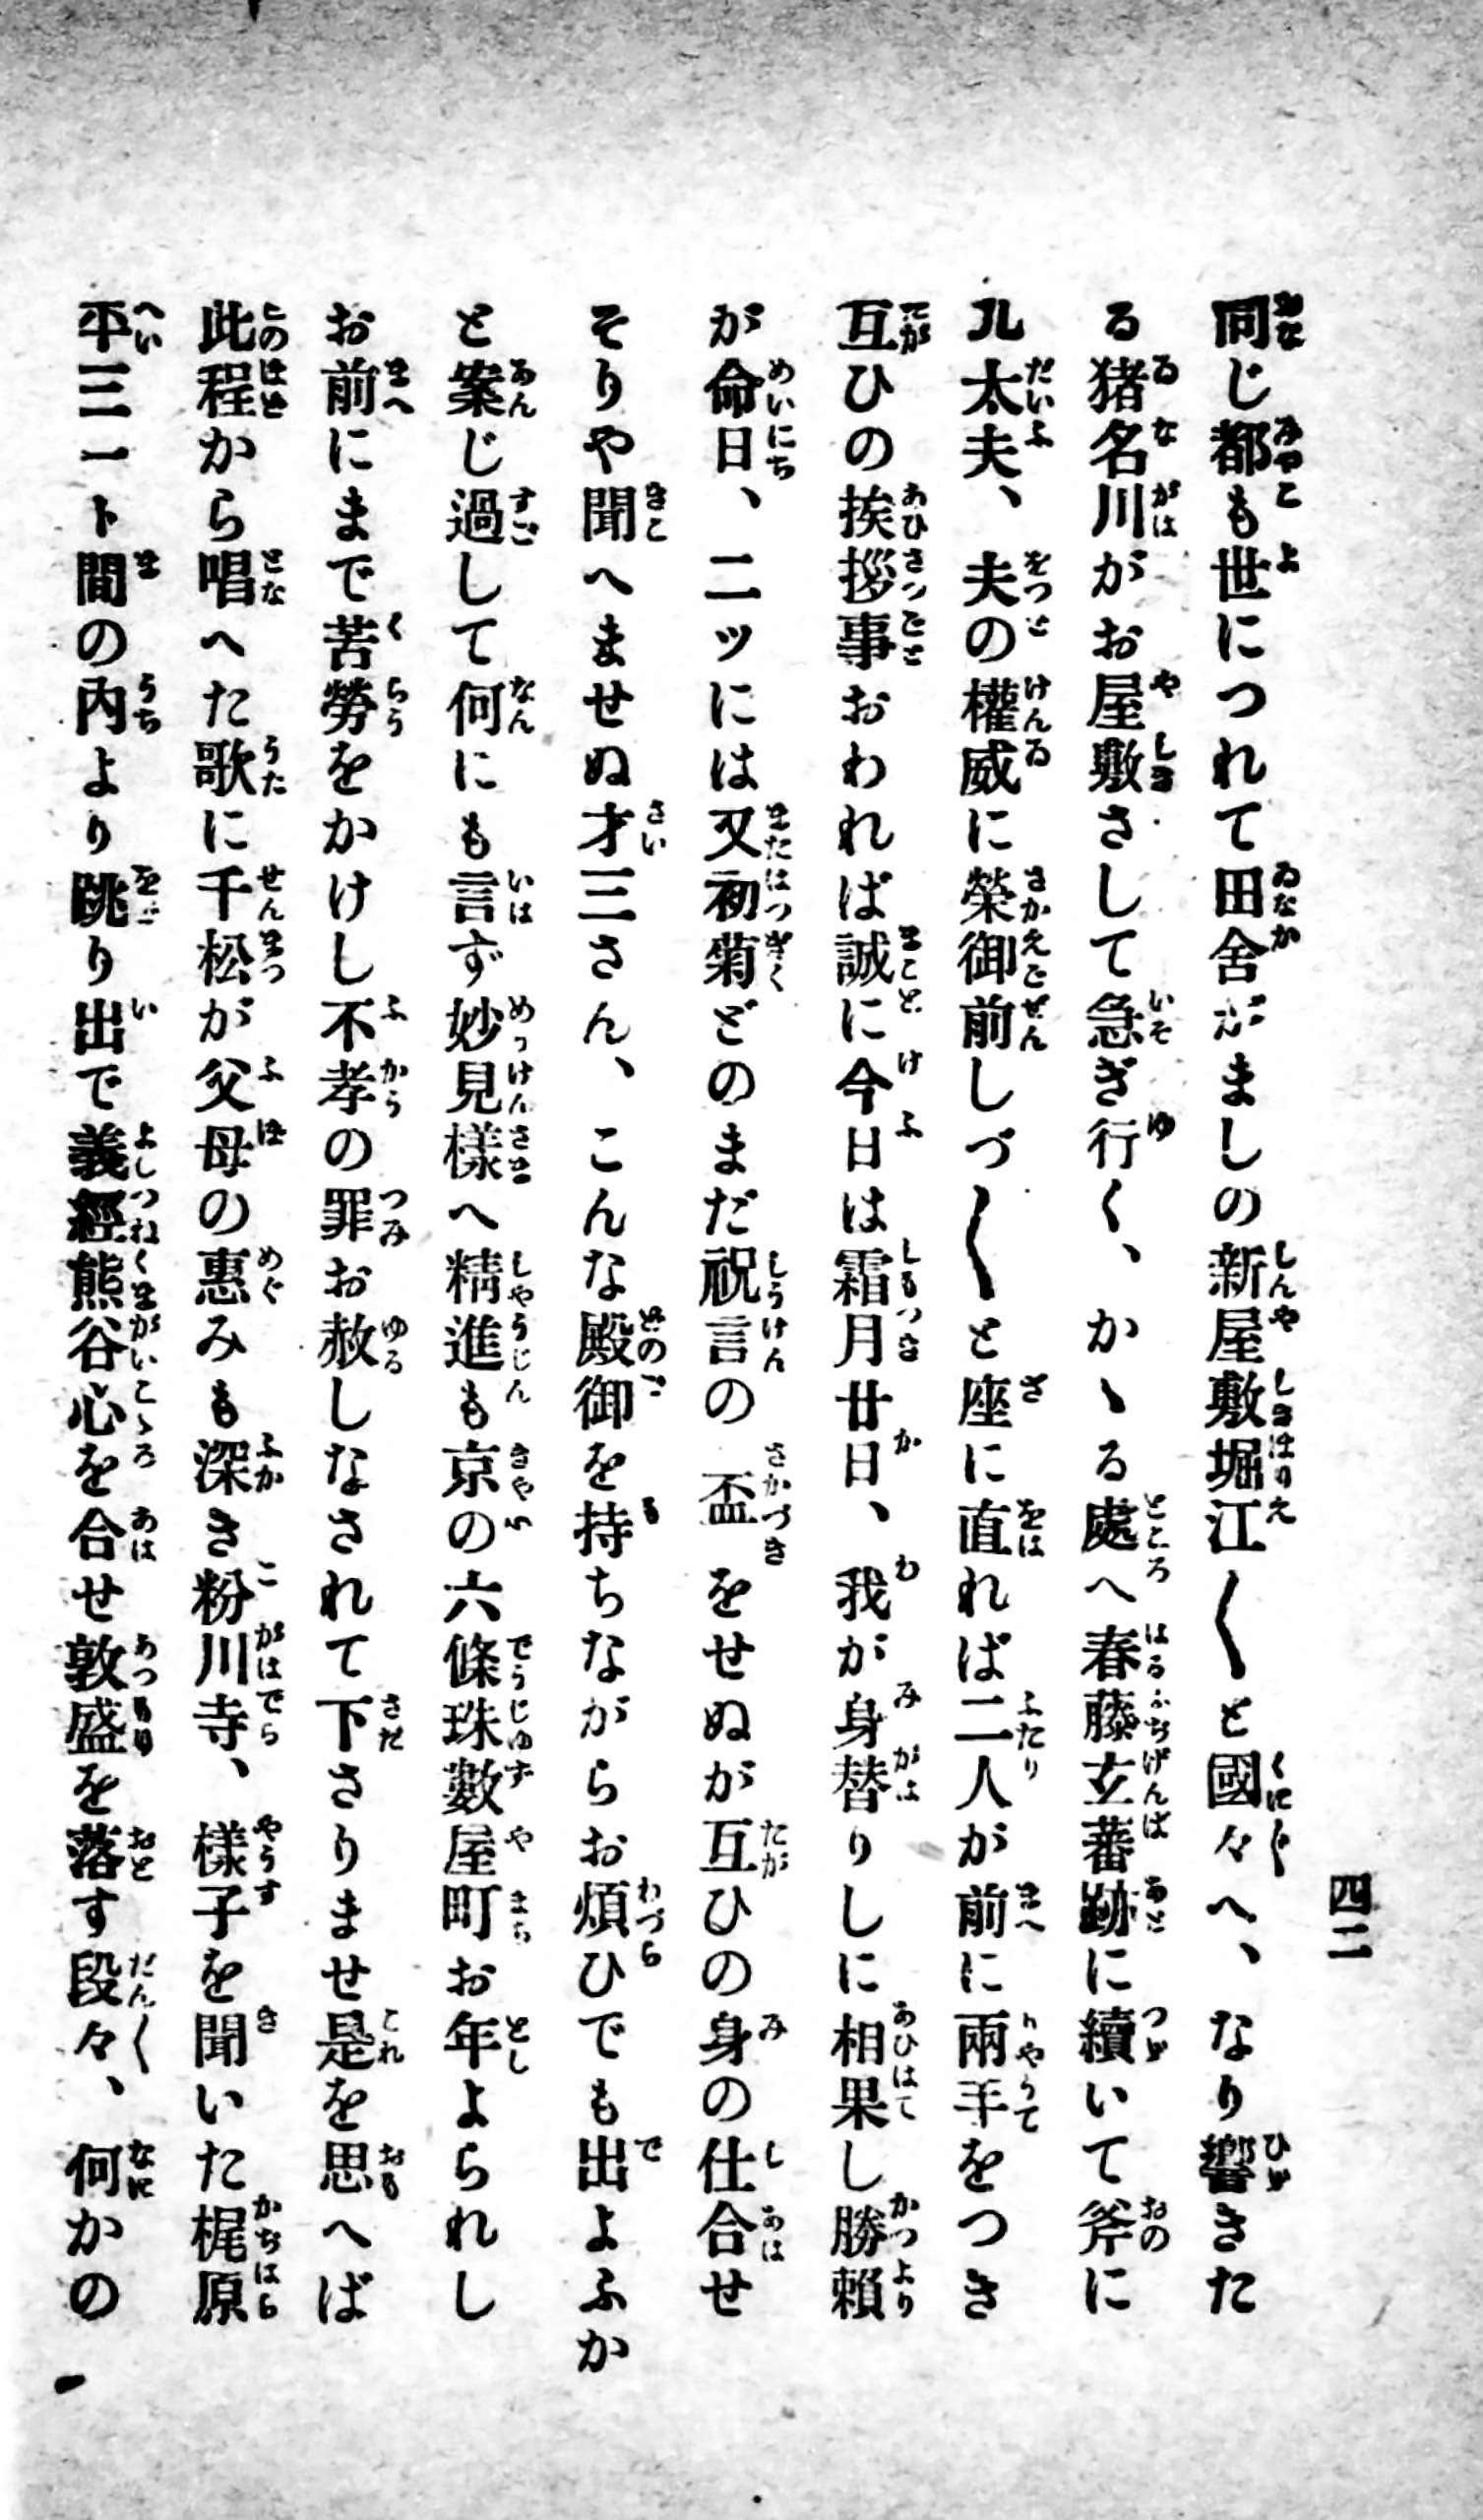 四二
同じ都も世につれて田舍がましの新屋敷堀江〱と國々へ、なり響きた
る猪名川がお屋敷さして急ぎ行く、かゝる處へ春藤玄蕃跡に續いて斧に
九太夫、夫の權威に榮御前しづ〱と座に直れば二人が前に兩手をつき
互ひの挨拶事おわれば誠に今日は霜月廿日、我が身替りしに相果し勝賴
が命日、二ッには又初菊どのまだ祝言の盃をせぬが互ひの身の仕合せ
そりや聞へませぬ才三さん、こんな殿御を持ちながらお煩ひでも出よふか
と案じ過して何にも言ず妙見樣へ精進も京の六條珠數屋町お年よられし
お前にまで苦勞をかけし不孝の罪お赦しなされて下さりませ是を思へば
此程から唱へた歌に千松が父母の惠みも深き粉川寺、樣子を聞いた梶原
平三一ト間の內より跳り出で義經熊谷心を合せ敦盛を落す段々、何かの